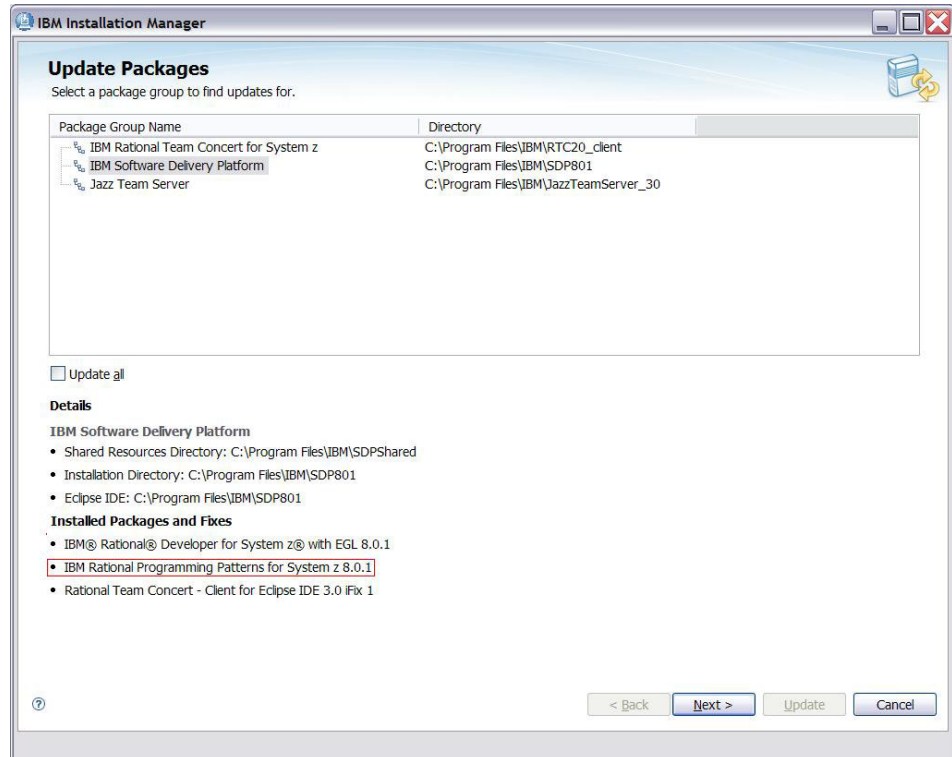 IBM Installation Manager
Update Packages
Select a package group to find updates for.
Package Group Name Directory
IBM Rational Team Concert for System z C:\Program Files\IBM\RTC20_client
IBM Software Delivery Platform C:\Program Files\IBM\SDP801
Jazz Team Server C:\Program Files\IBM\JazzTeamServer_30
Update all
Details
IBM Software Delivery Platform
• Shared Resources Directory: C:\Program Files\IBM\SDPShared
• Installation Directory: C:\Program Files\IBM\SDP801
• Eclipse IDE: C:\Program Files\IBM\SDP801
Installed Packages and Fixes
• IBM® Rational® Developer for System z® with EGL 8.0.1
• IBM Rational Programming Patterns for System z 8.0.1
• Rational Team Concert - Client for Eclipse IDE 3.0 iFix 1
? < Back Next > Update Cancel